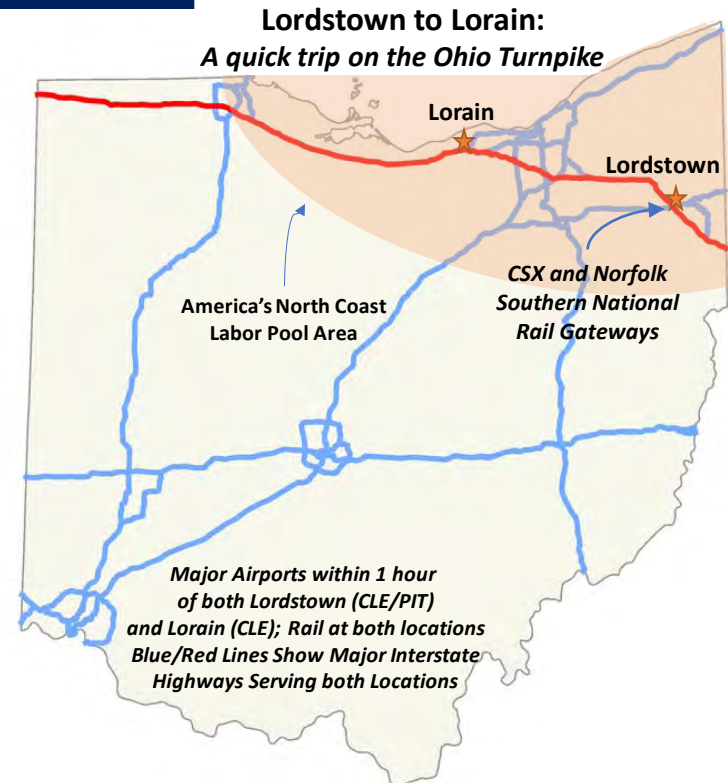 Lordstown to Lorain:
A quick trip on the Ohio Turnpike
Lorain
Lordstown
America's North Coast
Labor Pool Area
CSX and Norfolk
Southern National
Rail Gateways
Major Airports within 1 hour
of both Lordstown (CLE/PIT)
and Lorain (CLE); Rail at both locations
Blue/Red Lines Show Major Interstate
Highways Serving both Locations